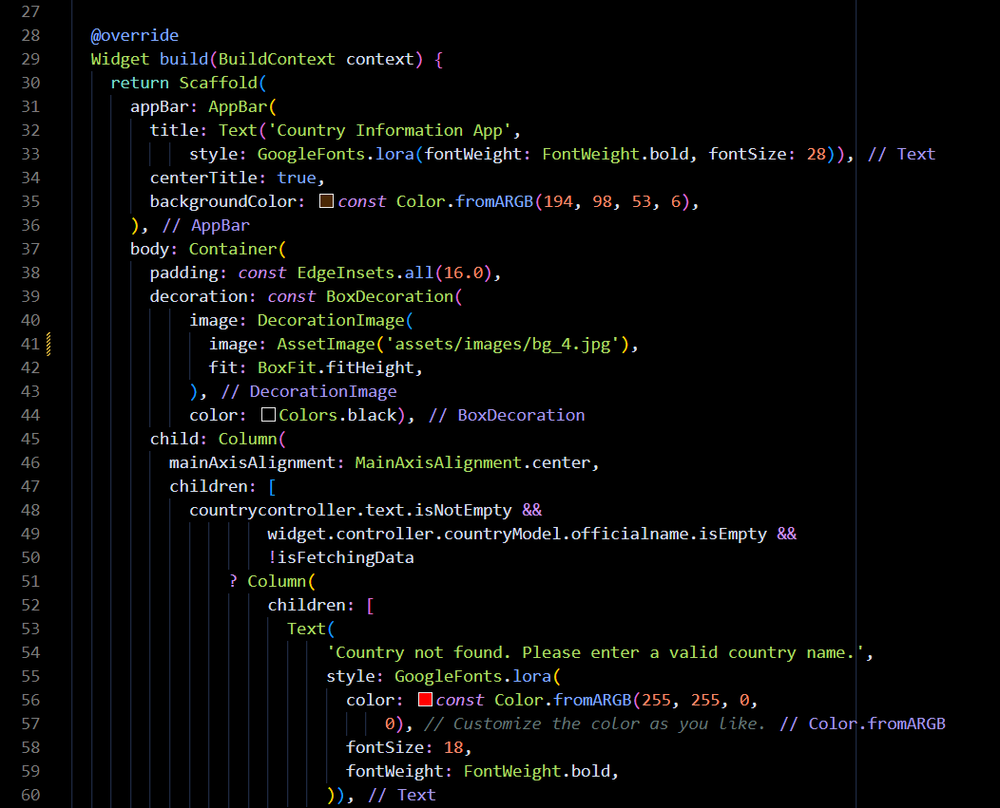 27
28 @override
29 Widget build(BuildContext context) {
30 return Scaffold(
31 appBar: AppBar(
32 title: Text('Country Information App',
33 style: GoogleFonts.lora(fontWeight: FontWeight.bold, fontSize: 28)), // Text
34 centerTitle: true,
35 backgroundColor: const Color.fromARGB(194, 98, 53, 6),
36 ), // AppBar
37 body: Container(
38 padding: const EdgeInsets.all(16.0),
39 decoration: const BoxDecoration(
40 image: DecorationImage(
41 image: AssetImage('assets/images/bg_4.jpg'),
42 fit: BoxFit.fitHeight,
43 ), // DecorationImage
44 color: Colors.black), // BoxDecoration
45 child: Column(
46 mainAxisAlignment: MainAxisAlignment.center,
47 children: [
48 countrycontroller.text.isNotEmpty &&
49 widget.controller.countryModel.officialname.isEmpty &&
50 !isFetchingData
51 ? Column(
52 children: [
53 Text(
54 'Country not found. Please enter a valid country name.',
55 style: GoogleFonts.lora(
56 color: const Color.fromARGB(255, 255, 0,
57 0), // Customize the color as you like. // Color.fromARGB
58 fontSize: 18,
59 fontWeight: FontWeight.bold,
60 )), // Text